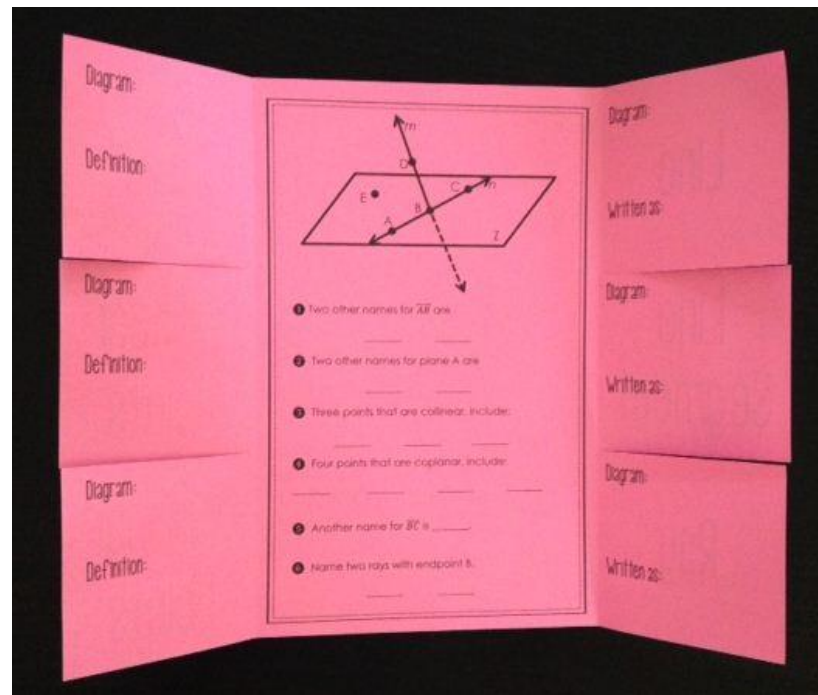 Diagram:
Definition:
Diagram:
Definition:
Diagram:
Definition:
m
D
E
C
n
B
A
Z
1 Two other names for AB are
2 Two other names for plane A are
3 Three points that are collinear, include:
4 Four points that are coplanar, include:
5 Another name for BC is ______.
6 Name two rays with endpoint B.
Diagram:
Written as:
Diagram:
Written as:
Diagram:
Written as: